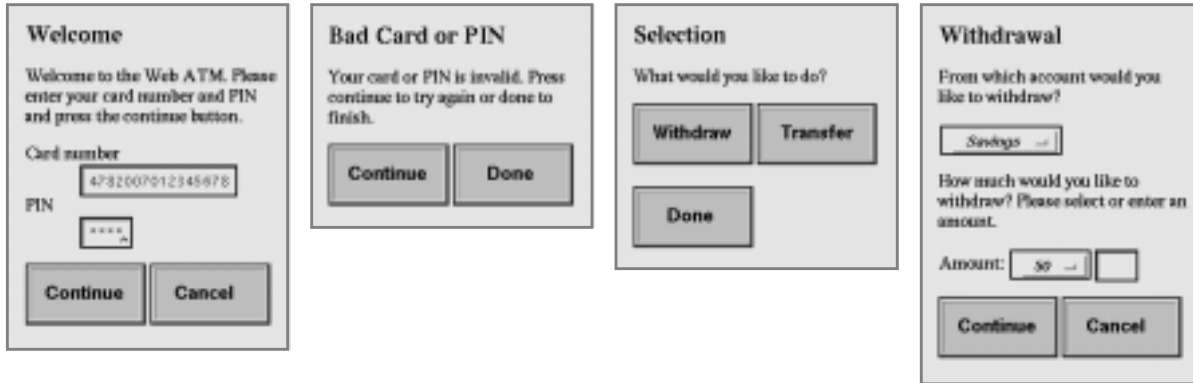 Welcome
Welcome to the Web ATM. Please
enter your card number and PIN
and press the continue button.
Card number
4782007012345678
PIN
****
Continue Cancel
Bad Card or PIN
Your card or PIN is invalid. Press
continue to try again or done to
finish.
Continue Done
Selection
What would you like to do?
Withdraw Transfer
Done
Withdrawal
From which account would you
like to withdraw?
Savings
How much would you like to
withdraw? Please select or enter an
amount.
Amount: 50
Continue Cancel